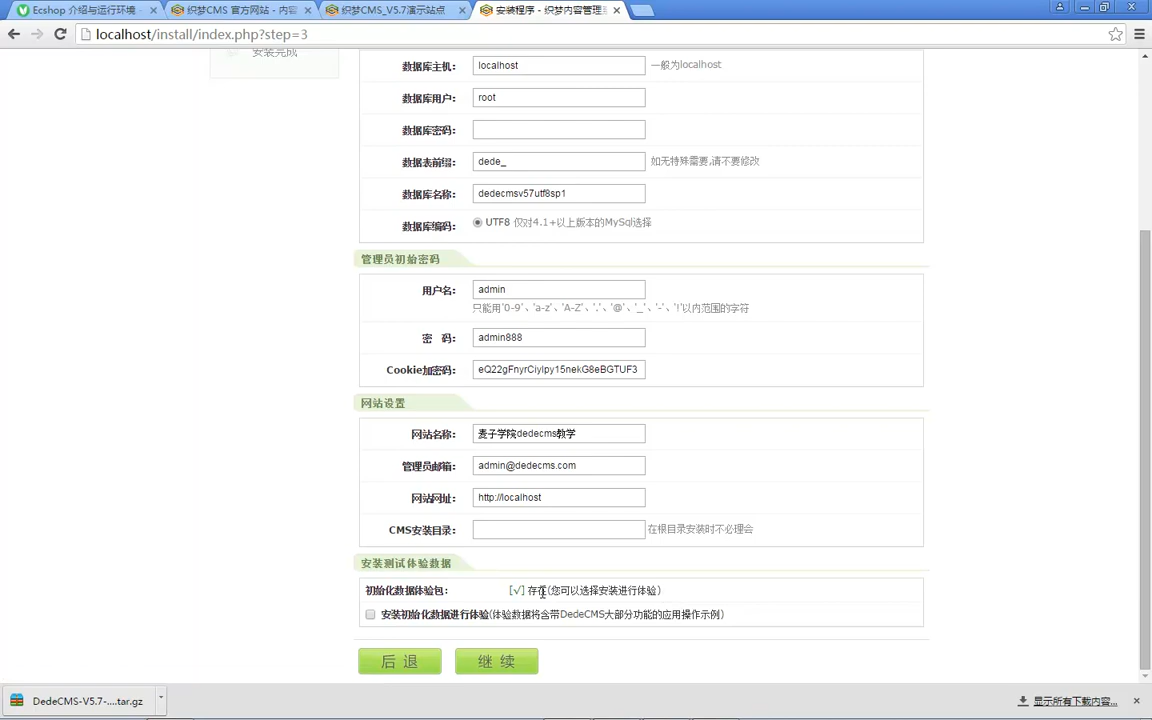 Ecshop 介绍与运行环境
织梦CMS 官方网站 - 内容
织梦CMS_V5.7演示站点
安装程序 - 织梦内容管理
localhost/install/index.php?step=3
安装完成
数据库主机: localhost 一般为localhost
数据库用户: root
数据库密码:
数据表前缀: dede_ 如无特殊需要,请不要修改
数据库名称: dedecmsv57utf8sp1
数据库编码: UTF8 仅对4.1+以上版本的MySql选择
管理员初始密码
用户名: admin
只能用'0-9'、'a-z'、'A-Z'、'.'、'@'、'_'、'-'、'!'以内范围的字符
密 码: admin888
Cookie加密码: eQ22gFnyrCiylpy15nekG8eBGTUF3
网站设置
网站名称: 麦子学院dedecms教学
管理员邮箱: admin@dedecms.com
网站网址: http://localhost
CMS安装目录: 在根目录安装时不必理会
安装测试体验数据
初始化数据体验包: [√] 存在(您可以选择安装进行体验)
安装初始化数据进行体验(体验数据将含带DedeCMS大部分功能的应用操作示例)
后退 继续
DedeCMS-V5.7-....tar.gz
显示所有下载内容...